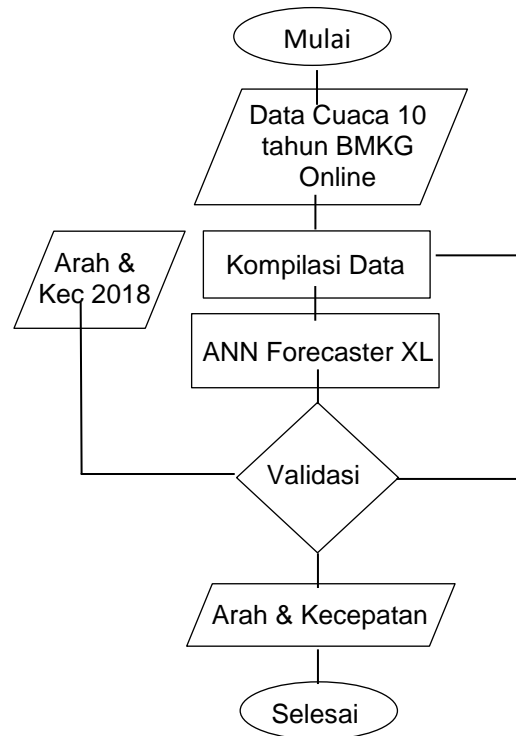 Mulai
Data Cuaca 10
tahun BMKG
Online
Arah &
Kec 2018
Kompilasi Data
ANN Forecaster XL
Validasi
Arah & Kecepatan
Selesai